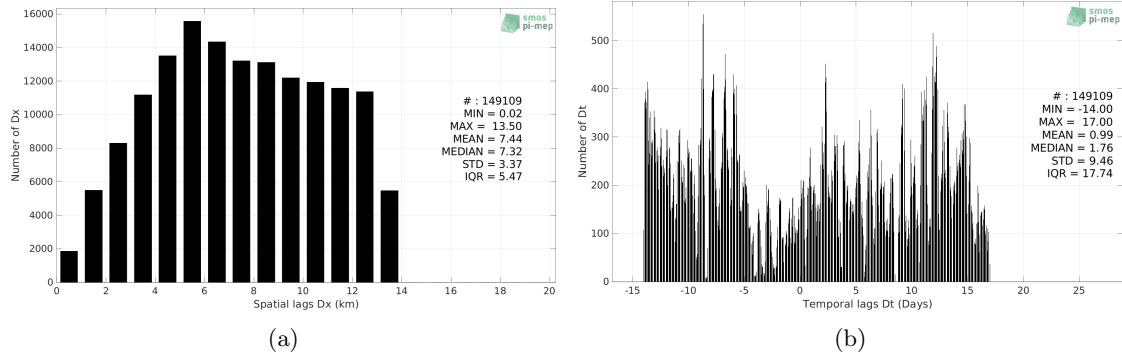 16000
14000
12000
10000
8000
6000
4000
2000
0
Number of Dx
0 2 4 6 8 10 12 14 16 18 20
Spatial lags Dx (km)
smos
pi-mep
# : 149109
MIN = 0.02
MAX = 13.50
MEAN = 7.44
MEDIAN = 7.32
STD = 3.37
IQR = 5.47
(a)
500
400
300
200
100
0
Number of Dt
-15 -10 -5 0 5 10 15 20 25
Temporal lags Dt (Days)
smos
pi-mep
# : 149109
MIN = -14.00
MAX = 17.00
MEAN = 0.99
MEDIAN = 1.76
STD = 9.46
IQR = 17.74
(b)